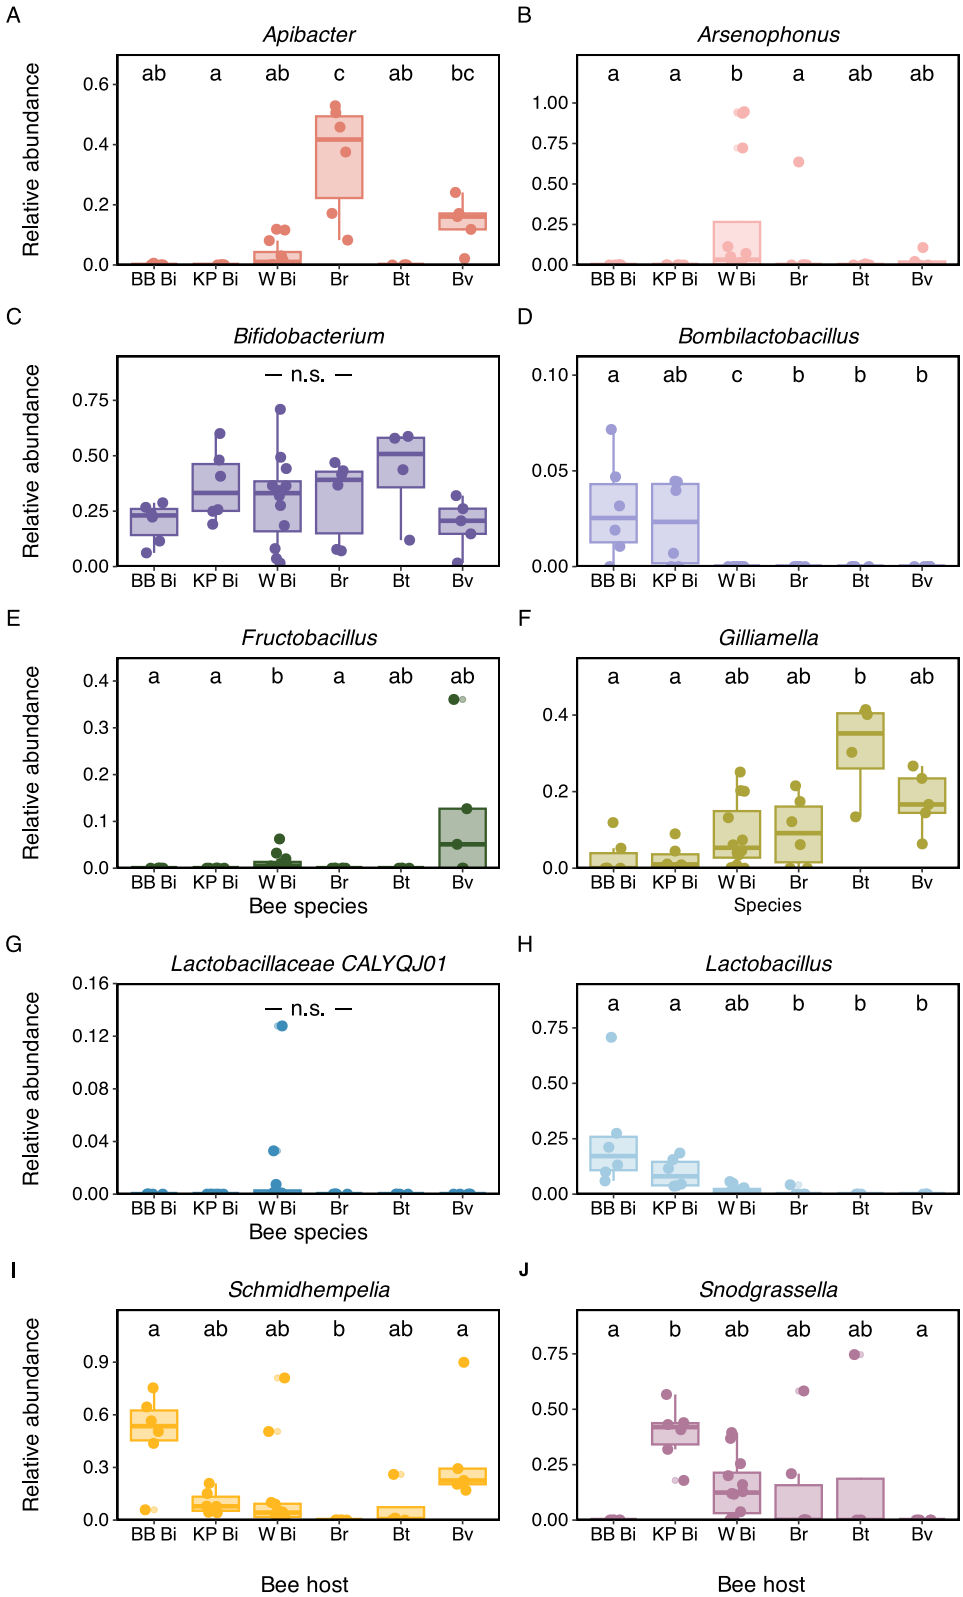 A
Apibacter
Relative abundance
0.6
0.4
0.2
0.0
ab a ab c ab bc
BB Bi KP Bi W Bi Br Bt Bv
B
Arsenophonus
1.00
0.75
0.50
0.25
0.00
a a b a ab ab
BB Bi KP Bi W Bi Br Bt Bv
C
Bifidobacterium
Relative abundance
0.75
0.50
0.25
0.00
n.s.
BB Bi KP Bi W Bi Br Bt Bv
D
Bombilactobacillus
0.10
0.05
0.00
a ab c b b b
BB Bi KP Bi W Bi Br Bt Bv
E
Fructobacillus
Relative abundance
0.4
0.3
0.2
0.1
0.0
a a b a ab ab
BB Bi KP Bi W Bi Br Bt Bv
Bee species
F
Gilliamella
0.4
0.2
0.0
a a ab ab b ab
BB Bi KP Bi W Bi Br Bt Bv
Species
G
Lactobacillaceae CALYQJ01
Relative abundance
0.16
0.12
0.08
0.04
0.00
n.s.
BB Bi KP Bi W Bi Br Bt Bv
Bee species
H
Lactobacillus
0.75
0.50
0.25
0.00
a a ab b b b
BB Bi KP Bi W Bi Br Bt Bv
I
Schmidhempelia
Relative abundance
0.9
0.6
0.3
0.0
a ab ab b ab a
BB Bi KP Bi W Bi Br Bt Bv
Bee host
J
Snodgrassella
0.75
0.50
0.25
0.00
a b ab ab ab a
BB Bi KP Bi W Bi Br Bt Bv
Bee host